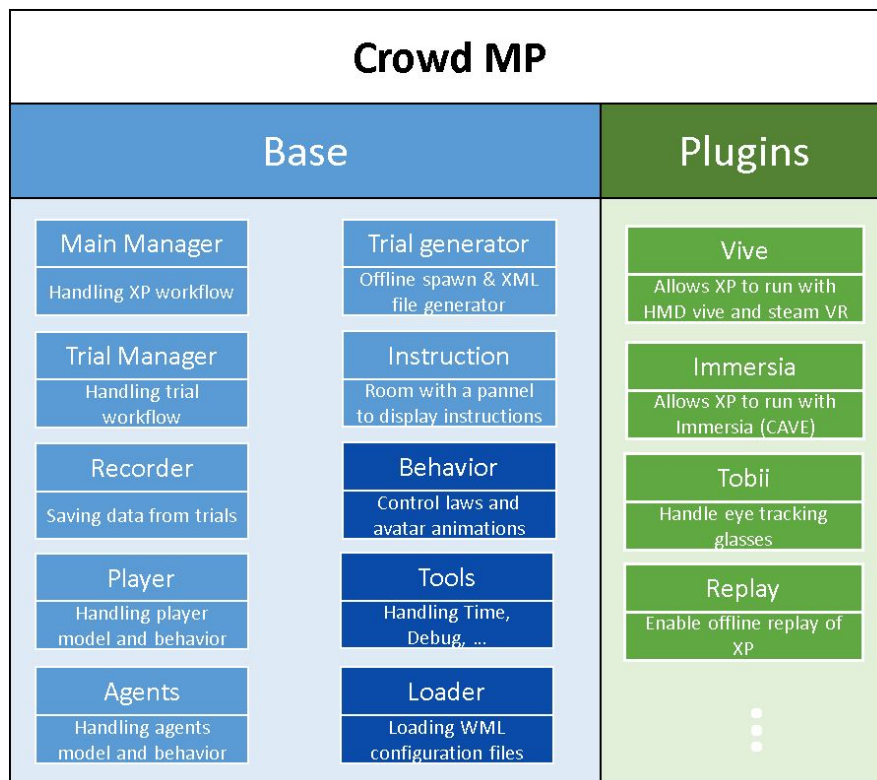 Crowd MP
Base
Plugins
Main Manager
Handling XP workflow
Trial Manager
Handling trial
workflow
Recorder
Saving data from trials
Player
Handling player
model and behavior
Agents
Handling agents
model and behavior
Trial generator
Offline spawn & XML
file generator
Instruction
Room with a pannel
to display instructions
Behavior
Control laws and
avatar animations
Tools
Handling Time,
Debug, ...
Loader
Loading WML
configuration files
Vive
Allows XP to run with
HMD vive and steam VR
Immersia
Allows XP to run with
Immersia (CAVE)
Tobii
Handle eye tracking
glasses
Replay
Enable offline replay of
XP